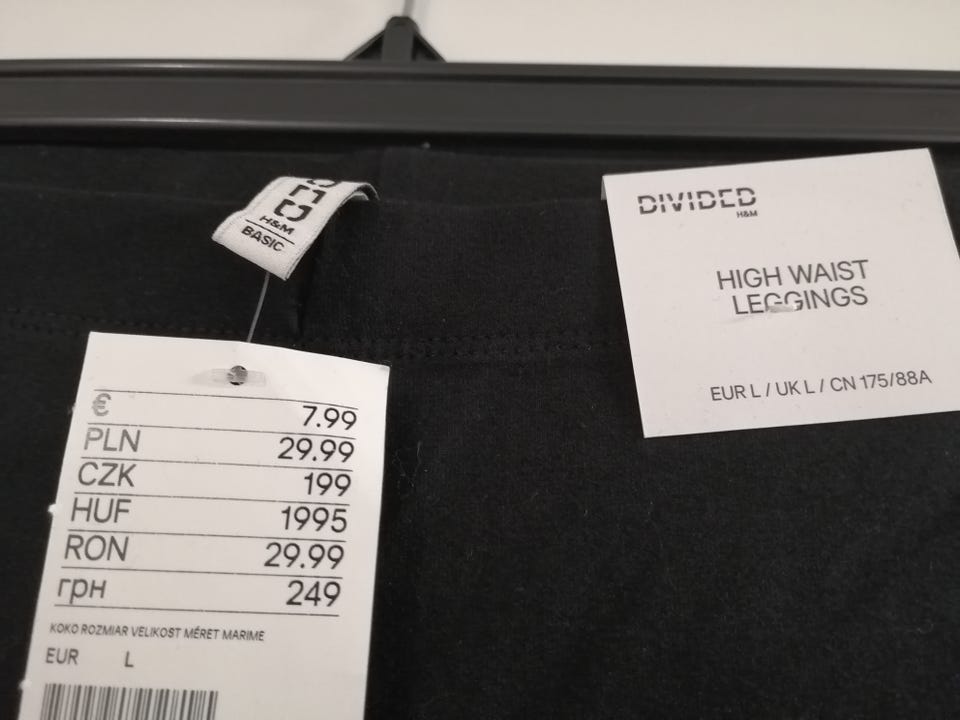 H&M
BASIC
DIVIDED
H&M
HIGH WAIST
LEGGINGS
EUR L / UK L / CN 175/88A
€ 7.99
PLN 29.99
CZK 199
HUF 1995
RON 29.99
грн 249
KOKO ROZMIAR VELIKOST MÉRET MARIME
EUR L